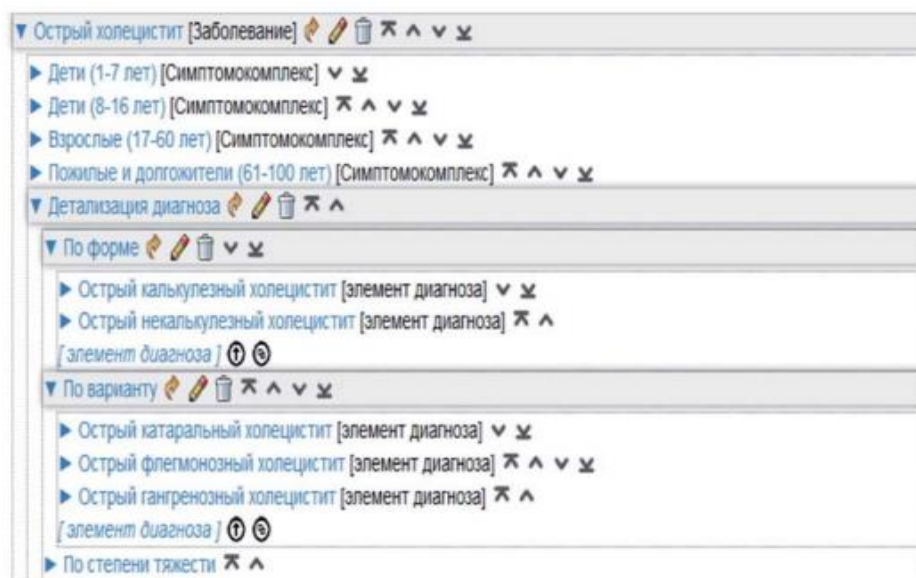 Острый холецистит [Заболевание]
Дети (1-7 лет) [Симптомокомплекс]
Дети (8-16 лет) [Симптомокомплекс]
Взрослые (17-60 лет) [Симптомокомплекс]
Пожилые и долгожители (61-100 лет) [Симптомокомплекс]
Детализация диагноза
По форме
Острый калькулезный холецистит [элемент диагноза]
Острый некалькулезный холецистит [элемент диагноза]
[ элемент диагноза ]
По варианту
Острый катаральный холецистит [элемент диагноза]
Острый флегмонозный холецистит [элемент диагноза]
Острый гангренозный холецистит [элемент диагноза]
[ элемент диагноза ]
По степени тяжести